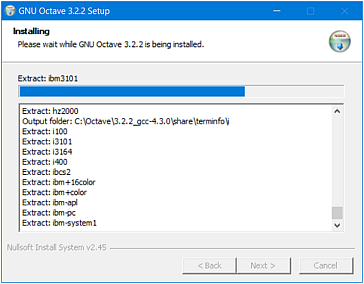 GNU Octave 3.2.2 Setup
Installing
Please wait while GNU Octave 3.2.2 is being installed.
Extract: ibm3101
Extract: hz2000
Output folder: C:\Octave\3.2.2_gcc-4.3.0\share\terminfo\i
Extract: i100
Extract: i3101
Extract: i3164
Extract: i400
Extract: ibcs2
Extract: ibm+16color
Extract: ibm+color
Extract: ibm-apl
Extract: ibm-pc
Extract: ibm-system1
Nullsoft Install System v2.45
< Back
Next >
Cancel